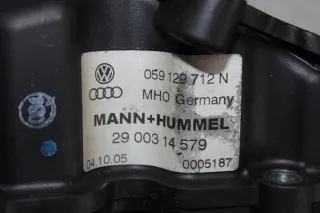 059 129 712 N
MH0 Germany
MANN+HUMMEL
29 003 14 579
04.10.05 0005187